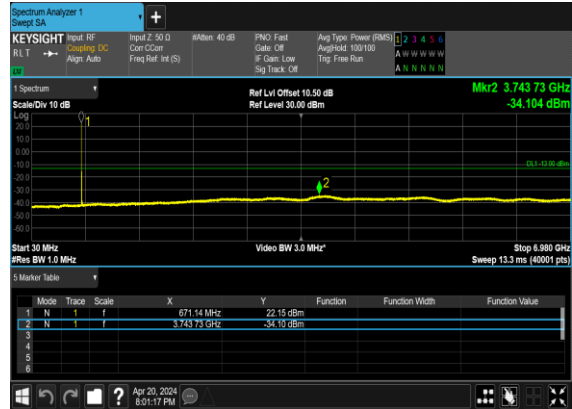 Spectrum Analyzer 1
Swept SA
+
KEYSIGHT Input: RF Input Z: 50 Ω #Atten: 40 dB PNO: Fast Avg Type: Power (RMS) 1 2 3 4 5 6
RLT Coupling: DC Corr CCorr Gate: Off Avg|Hold: 100/100 A W W W W W
Align: Auto Freq Ref: Int (S) IF Gain: Low Trig: Free Run
Sig Track: Off A N N N N N
1 Spectrum Ref Lvl Offset 10.50 dB Mkr2 3.743 73 GHz
Scale/Div 10 dB Ref Level 30.00 dBm -34.104 dBm
Log
1
20.0
10.0
0.00
-10.0 DL1 -13.00 dBm
-20.0
-30.0 2
-40.0
-50.0
-60.0
Start 30 MHz Video BW 3.0 MHz* Stop 6.980 GHz
#Res BW 1.0 MHz Sweep 13.3 ms (40001 pts)
5 Marker Table
Mode Trace Scale X Y Function Function Width Function Value
1 N 1 f 671.14 MHz 22.15 dBm
2 N 1 f 3.743 73 GHz -34.10 dBm
3
4
5
6
? Apr 20, 2024
8:01:17 PM